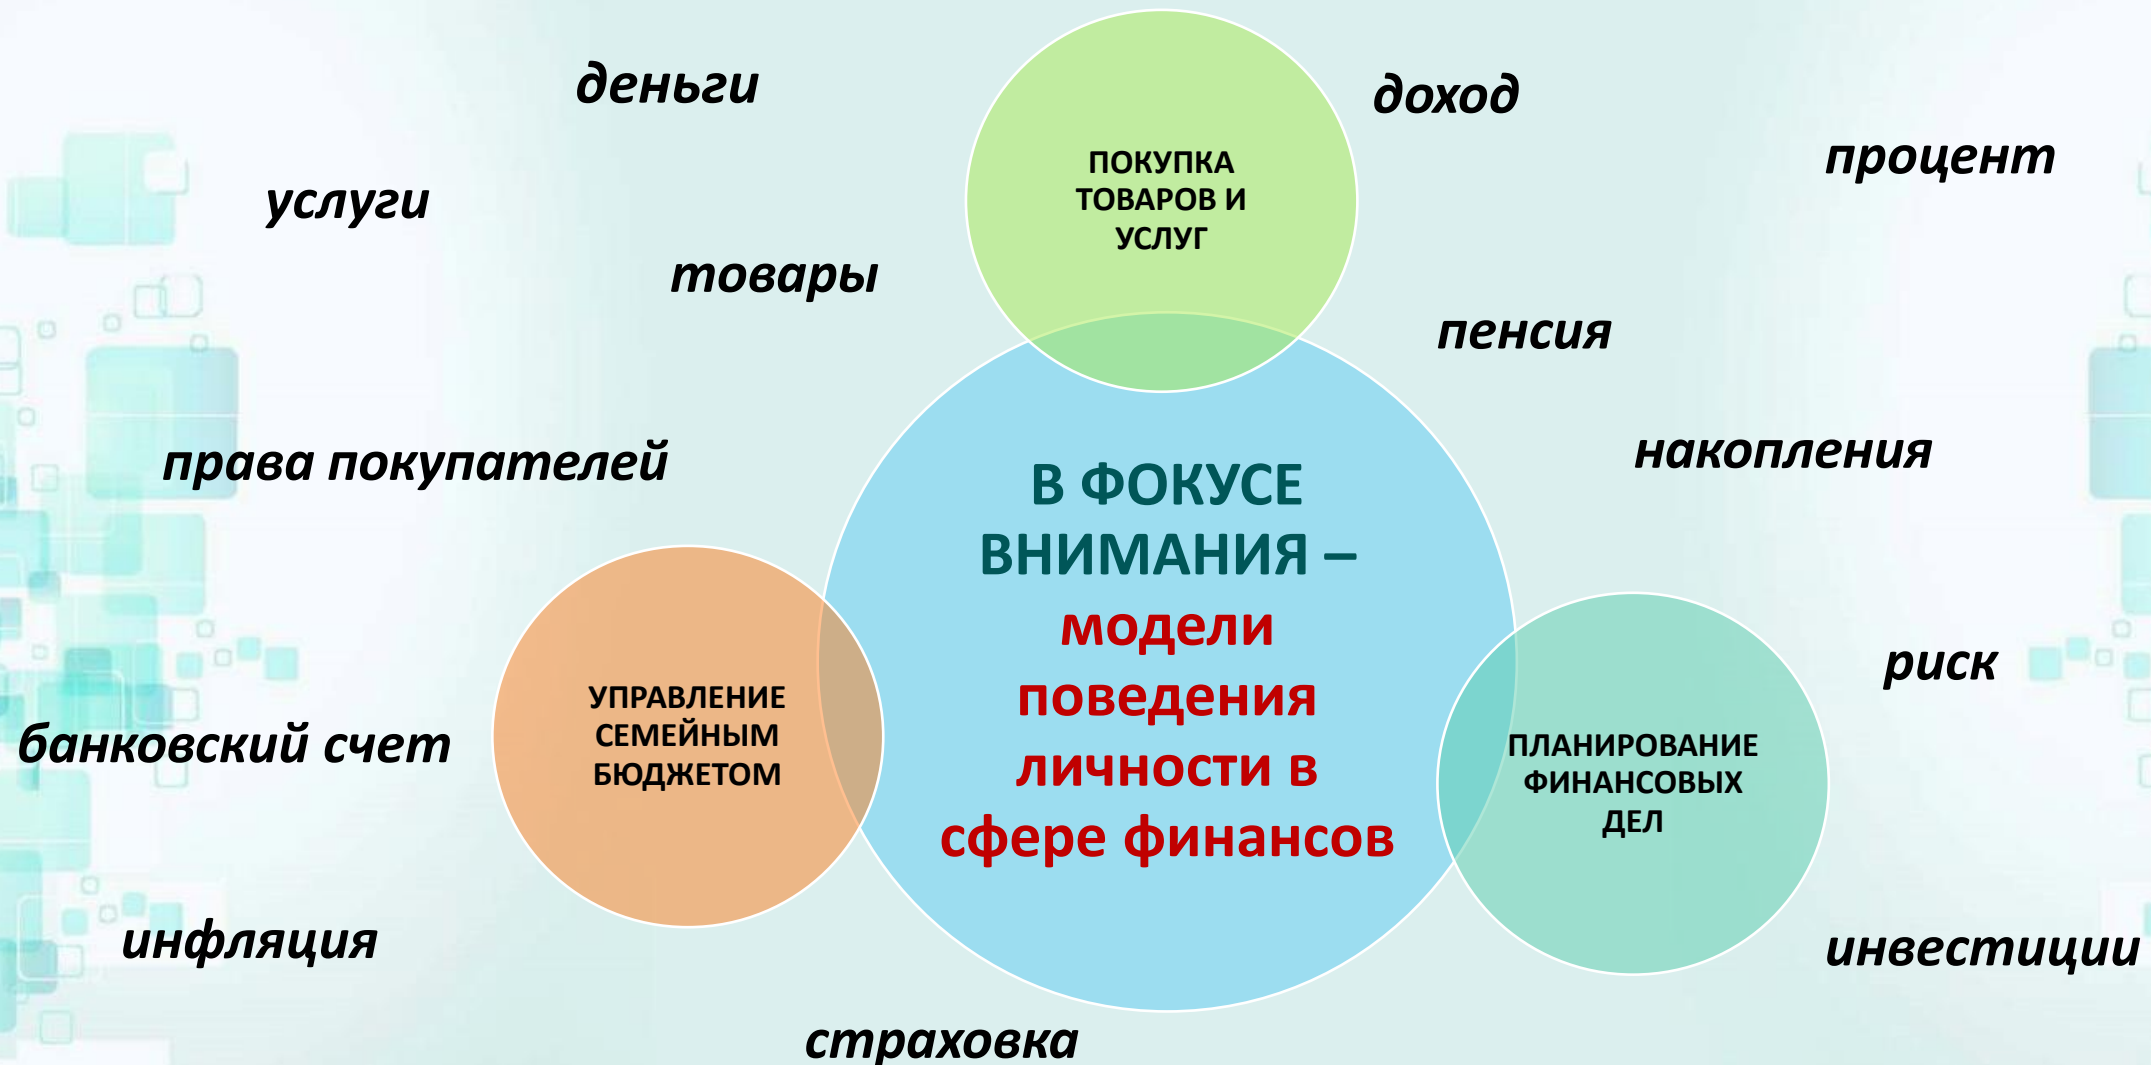 деньги
доход
процент
услуги
товары
ПОКУПКА
ТОВАРОВ И
УСЛУГ
пенсия
права покупателей
накопления
В ФОКУСЕ
ВНИМАНИЯ –
модели
поведения
личности в
сфере финансов
УПРАВЛЕНИЕ
СЕМЕЙНЫМ
БЮДЖЕТОМ
риск
банковский счет
ПЛАНИРОВАНИЕ
ФИНАНСОВЫХ
ДЕЛ
инфляция
инвестиции
страховка